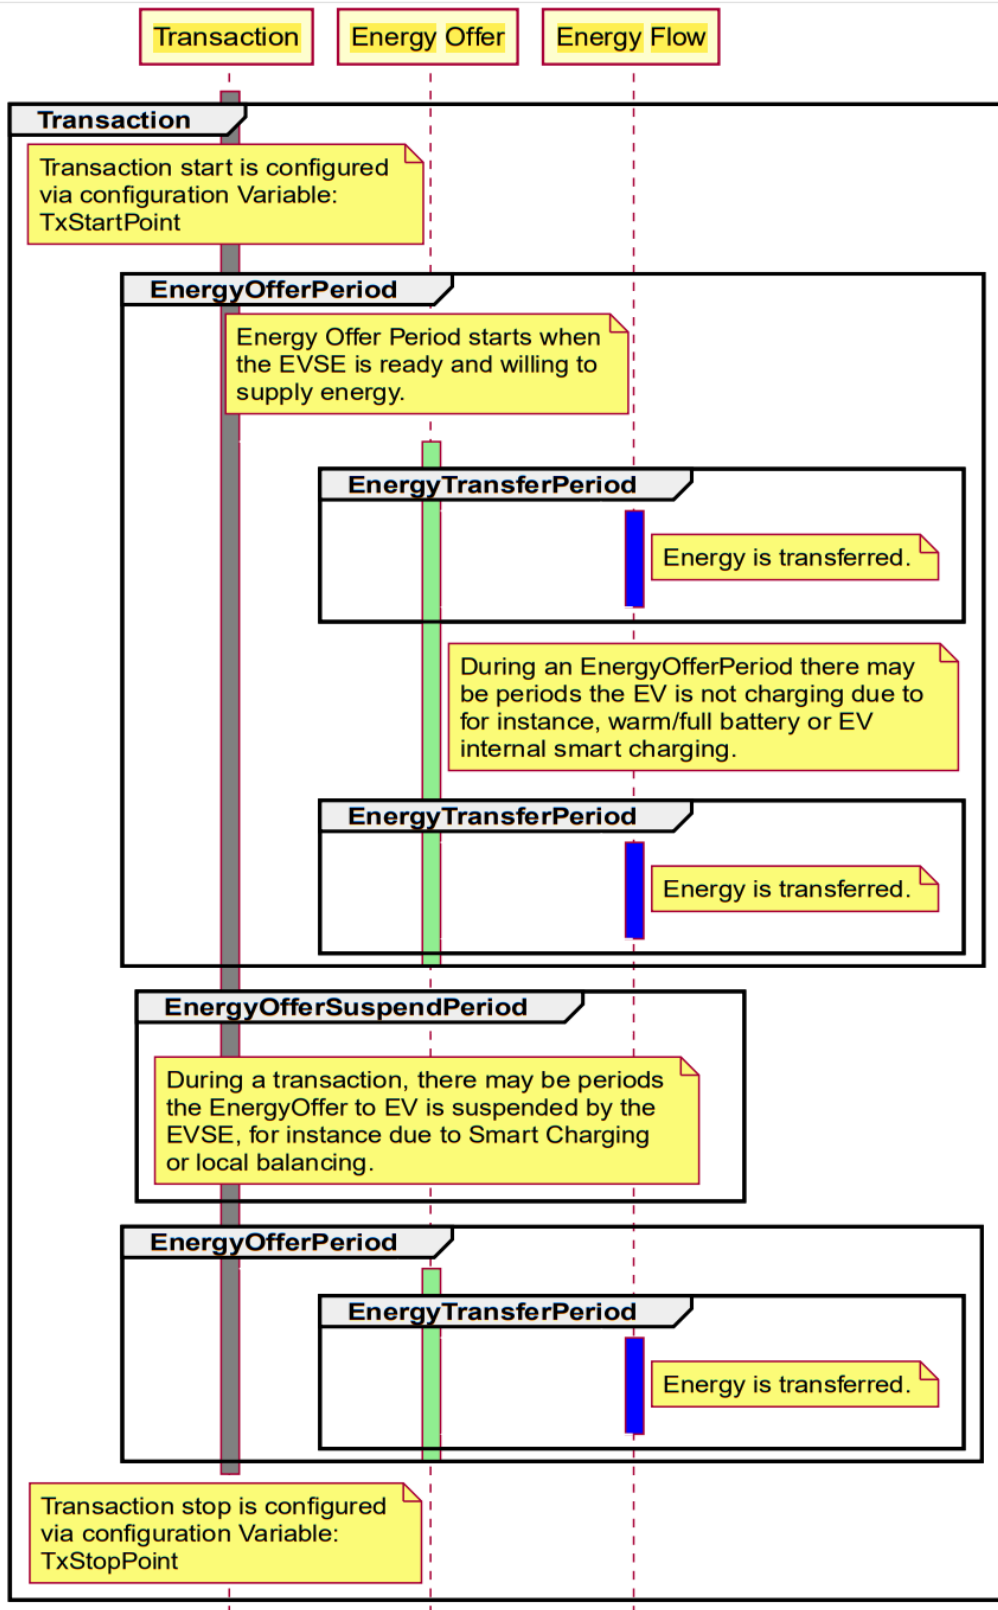 Transaction
Energy Offer
Energy Flow
Transaction
Transaction start is configured
via configuration Variable:
TxStartPoint
EnergyOfferPeriod
Energy Offer Period starts when
the EVSE is ready and willing to
supply energy.
EnergyTransferPeriod
Energy is transferred.
During an EnergyOfferPeriod there may
be periods the EV is not charging due to
for instance, warm/full battery or EV
internal smart charging.
EnergyTransferPeriod
Energy is transferred.
EnergyOfferSuspendPeriod
During a transaction, there may be periods
the EnergyOffer to EV is suspended by the
EVSE, for instance due to Smart Charging
or local balancing.
EnergyOfferPeriod
EnergyTransferPeriod
Energy is transferred.
Transaction stop is configured
via configuration Variable:
TxStopPoint